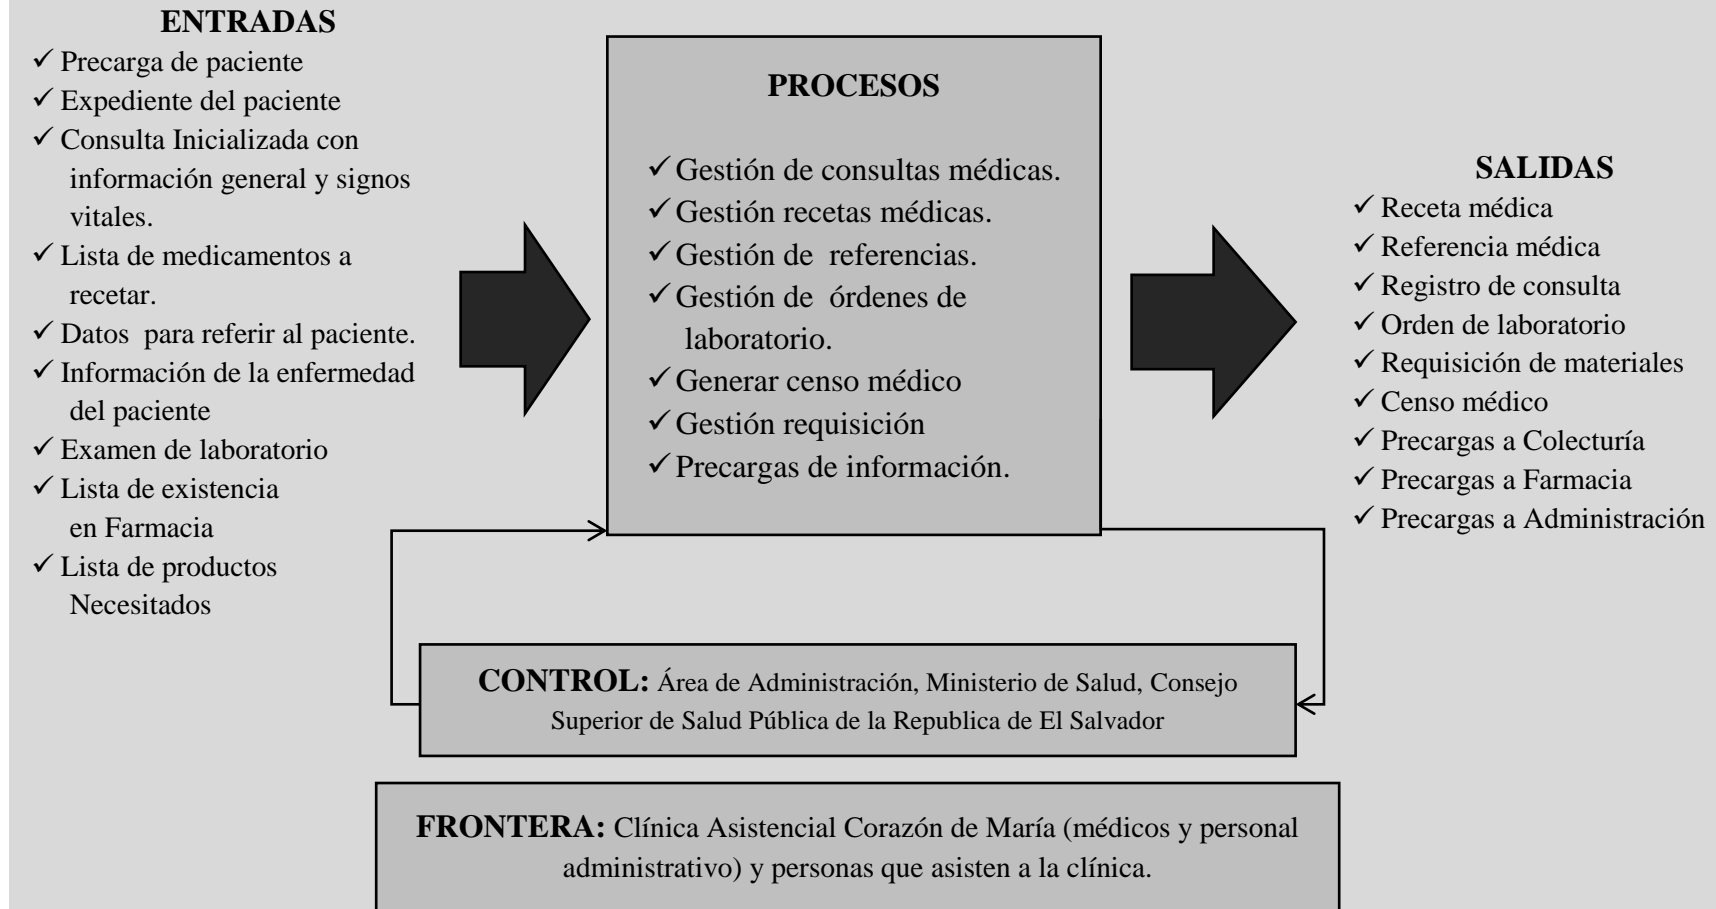 ENTRADAS
✓ Precarga de paciente
✓ Expediente del paciente
✓ Consulta Inicializada con
información general y signos
vitales.
✓ Lista de medicamentos a
recetar.
✓ Datos  para referir al paciente.
✓ Información de la enfermedad
del paciente
✓ Examen de laboratorio
✓ Lista de existencia
en Farmacia
✓ Lista de productos
Necesitados
PROCESOS
✓ Gestión de consultas médicas.
✓ Gestión recetas médicas.
✓ Gestión de  referencias.
✓ Gestión de  órdenes de
laboratorio.
✓ Generar censo médico
✓ Gestión requisición
✓ Precargas de información.
SALIDAS
✓ Receta médica
✓ Referencia médica
✓ Registro de consulta
✓ Orden de laboratorio
✓ Requisición de materiales
✓ Censo médico
✓ Precargas a Colecturía
✓ Precargas a Farmacia
✓ Precargas a Administración
CONTROL: Área de Administración, Ministerio de Salud, Consejo
Superior de Salud Pública de la Republica de El Salvador
FRONTERA: Clínica Asistencial Corazón de María (médicos y personal
administrativo) y personas que asisten a la clínica.